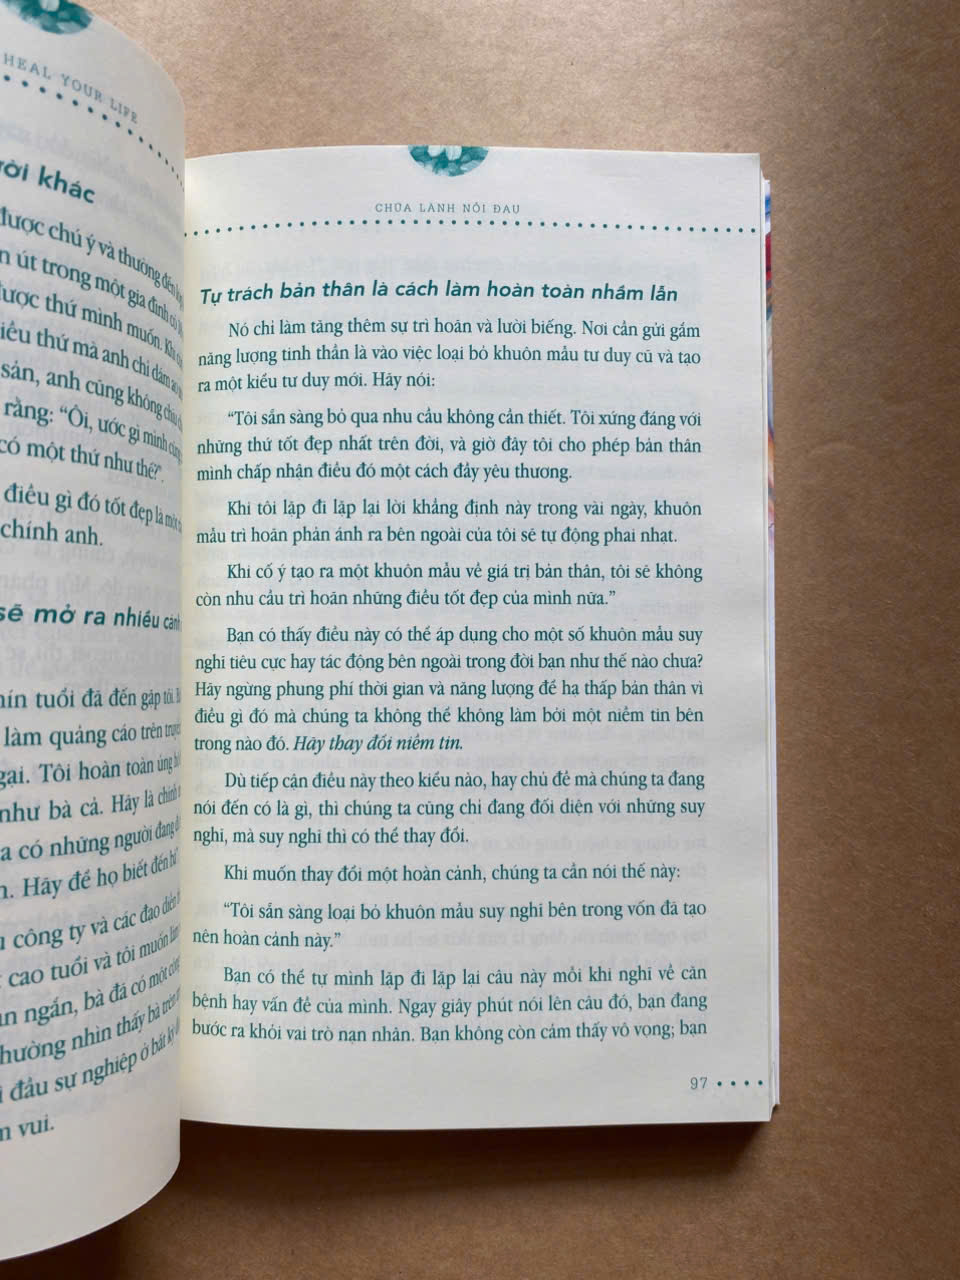 HEAL YOUR LIFE
khác
được chú ý và thường đến
út trong một gia đình có
được thứ mình muốn. Khi
thứ mà anh chỉ dám
sản, anh cũng không
rằng: “Ôi, ước gì mình cũng
có một thứ như thế?”.
điều gì đó tốt đẹp là một
chính anh.
sẽ mở ra nhiều cánh
tuổi đã đến gặp tôi.
làm quảng cáo trên
Tôi hoàn toàn ủng hộ
như bà cả. Hãy là chính
có những người đang
Hãy để họ biết đến bà”
công ty và các đạo diễn
cao tuổi và tôi muốn làm
ngắn, bà đã có một công
nhìn thấy bà trên
đầu sự nghiệp ở bất kỳ
vui.
CHỮA LÀNH NỖI ĐAU
Tự trách bản thân là cách làm hoàn toàn nhầm lẫn
Nó chỉ làm tăng thêm sự trì hoãn và lười biếng. Nơi cần gửi gắm
năng lượng tinh thần là vào việc loại bỏ khuôn mẫu tư duy cũ và tạo
ra một kiểu tư duy mới. Hãy nói:
“Tôi sẵn sàng bỏ qua nhu cầu không cần thiết. Tôi xứng đáng với
những thứ tốt đẹp nhất trên đời, và giờ đây tôi cho phép bản thân
mình chấp nhận điều đó một cách đầy yêu thương.
Khi tôi lặp đi lặp lại lời khẳng định này trong vài ngày, khuôn
mẫu trì hoãn phản ánh ra bên ngoài của tôi sẽ tự động phai nhạt.
Khi cố ý tạo ra một khuôn mẫu về giá trị bản thân, tôi sẽ không
còn nhu cầu trì hoãn những điều tốt đẹp của mình nữa.”
Bạn có thấy điều này có thể áp dụng cho một số khuôn mẫu suy
nghĩ tiêu cực hay tác động bên ngoài trong đời bạn như thế nào chưa?
Hãy ngừng phung phí thời gian và năng lượng để hạ thấp bản thân vì
điều gì đó mà chúng ta không thể không làm bởi một niềm tin bên
trong nào đó. Hãy thay đổi niềm tin.
Dù tiếp cận điều này theo kiểu nào, hay chủ đề mà chúng ta đang
nói đến có là gì, thì chúng ta cũng chỉ đang đối diện với những suy
nghĩ, mà suy nghĩ thì có thể thay đổi.
Khi muốn thay đổi một hoàn cảnh, chúng ta cần nói thế này:
“Tôi sẵn sàng loại bỏ khuôn mẫu suy nghĩ bên trong vốn đã tạo
nên hoàn cảnh này.”
Bạn có thể tự mình lặp đi lặp lại câu này mỗi khi nghĩ về căn
bệnh hay vấn đề của mình. Ngay giây phút nói lên câu đó, bạn đang
bước ra khỏi vai trò nạn nhân. Bạn không còn cảm thấy vô vọng; bạn
97